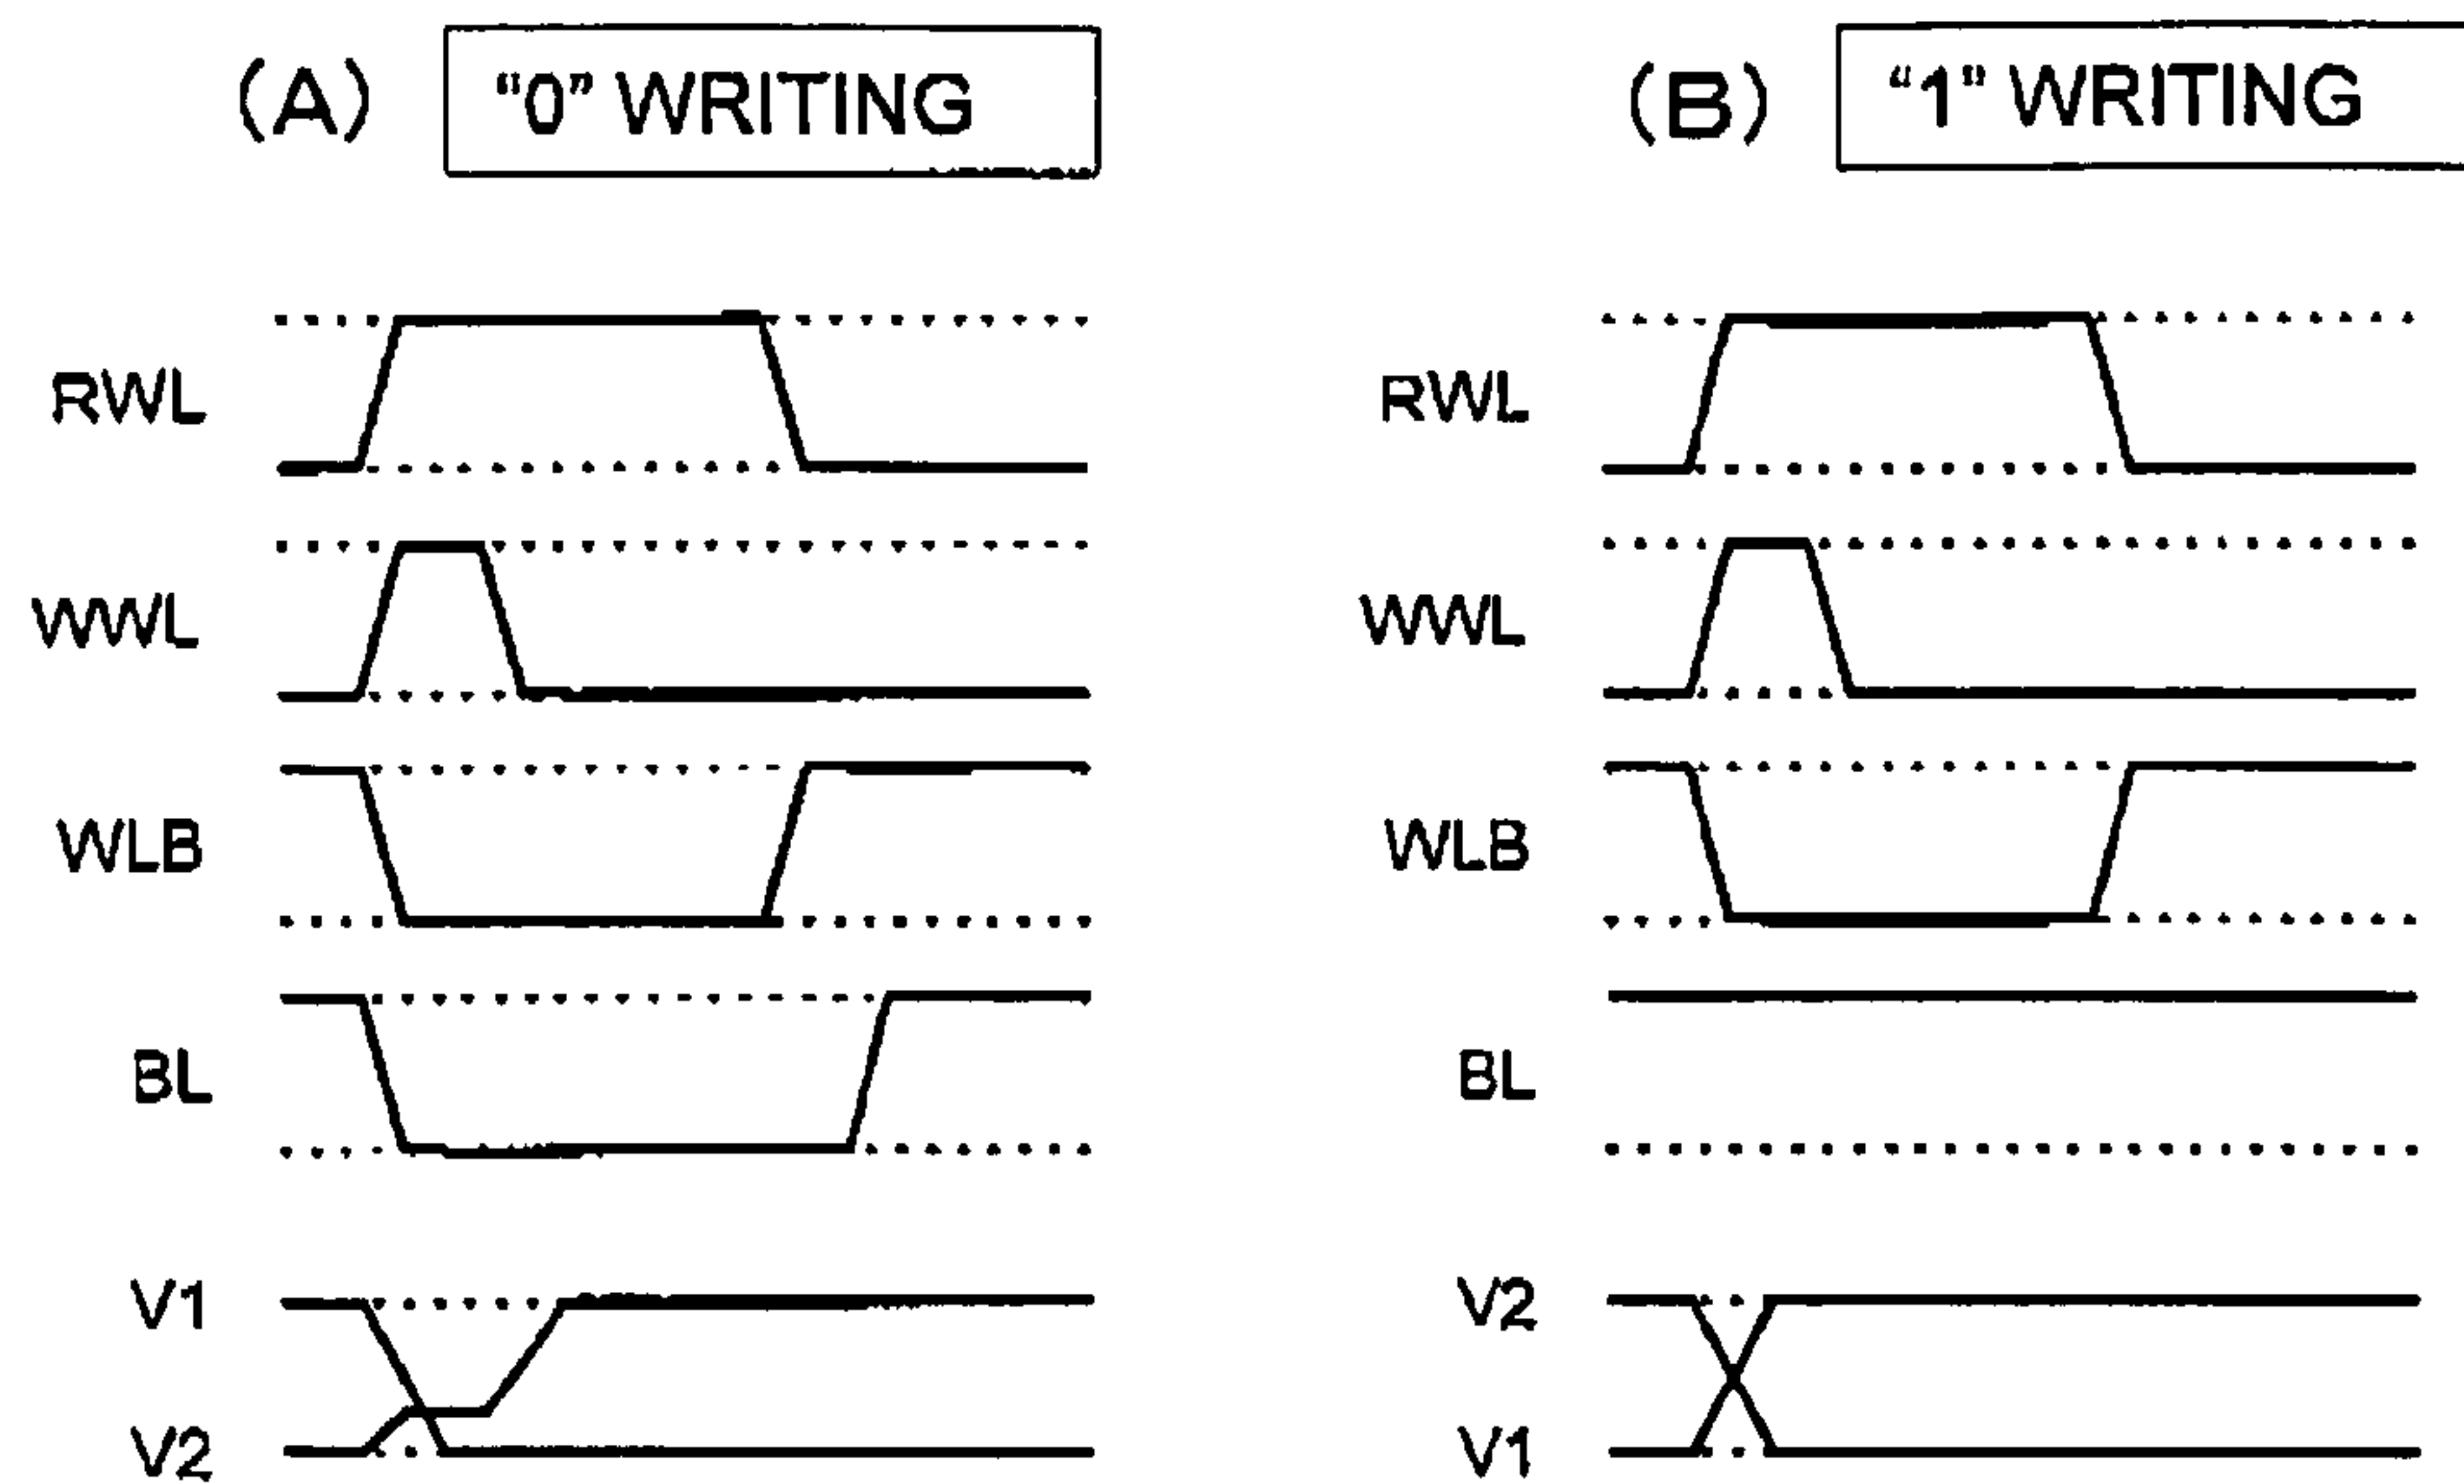 (A) "0" WRITING
RWL
WWL
WLB
BL
V1
V2
(B) "1" WRITING
RWL
WWL
WLB
BL
V2
V1